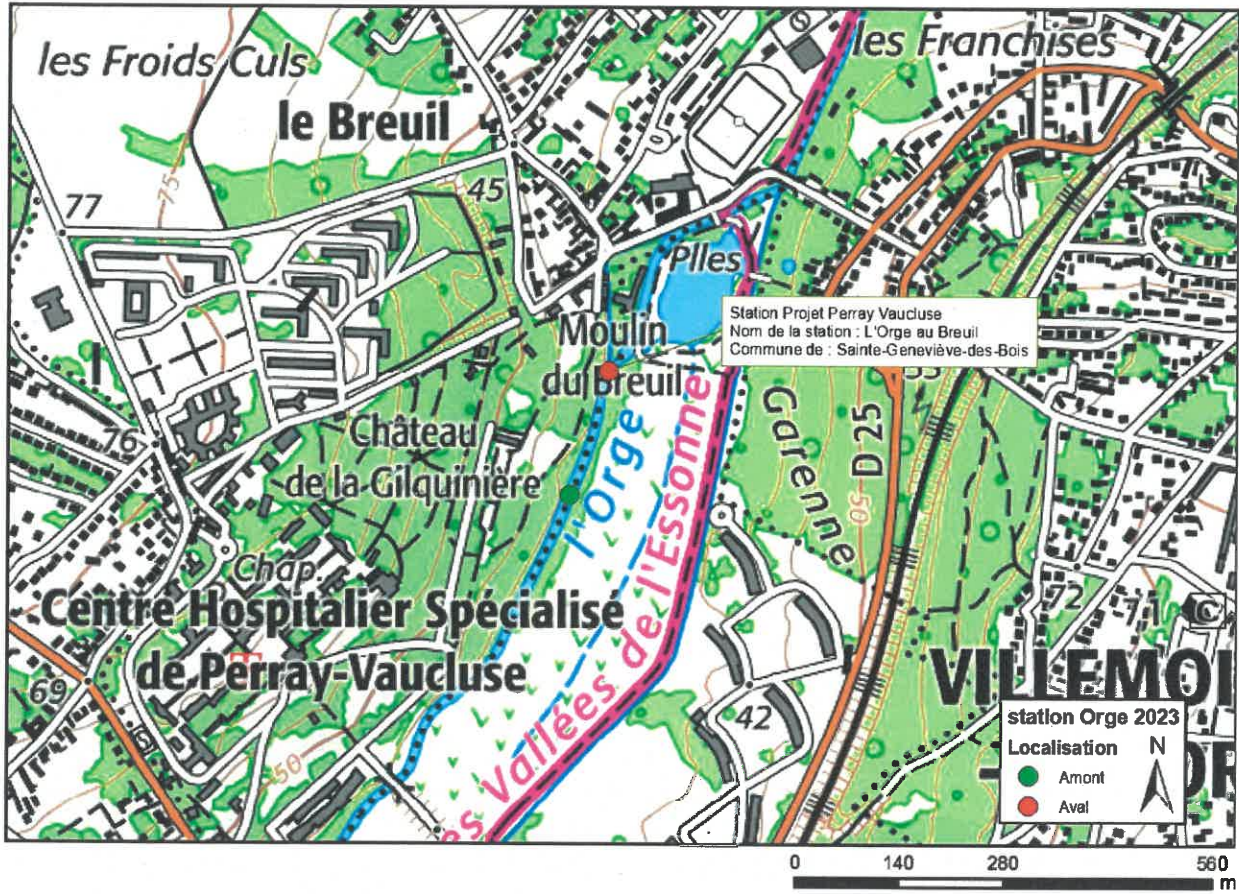 les Froids Culs
les Franchises
le Breuil
77
75
45
Plles
Station Projet Perray Vaucluse
Nom de la station : L'Orge au Breuil
Commune de : Sainte-Geneviève-des-Bois
Moulin
du Breuil
76
Château
de la Gilquinière
l'Orge
Garenne
D 25
50
Chap.
Centre Hospitalier Spécialisé
de Perray-Vaucluse
72
71
C
69
50
42
es Vallées de l'Essonne
VILLEMOI
OR
station Orge 2023
Localisation
N
Amont
Aval
0 140 280 560
m